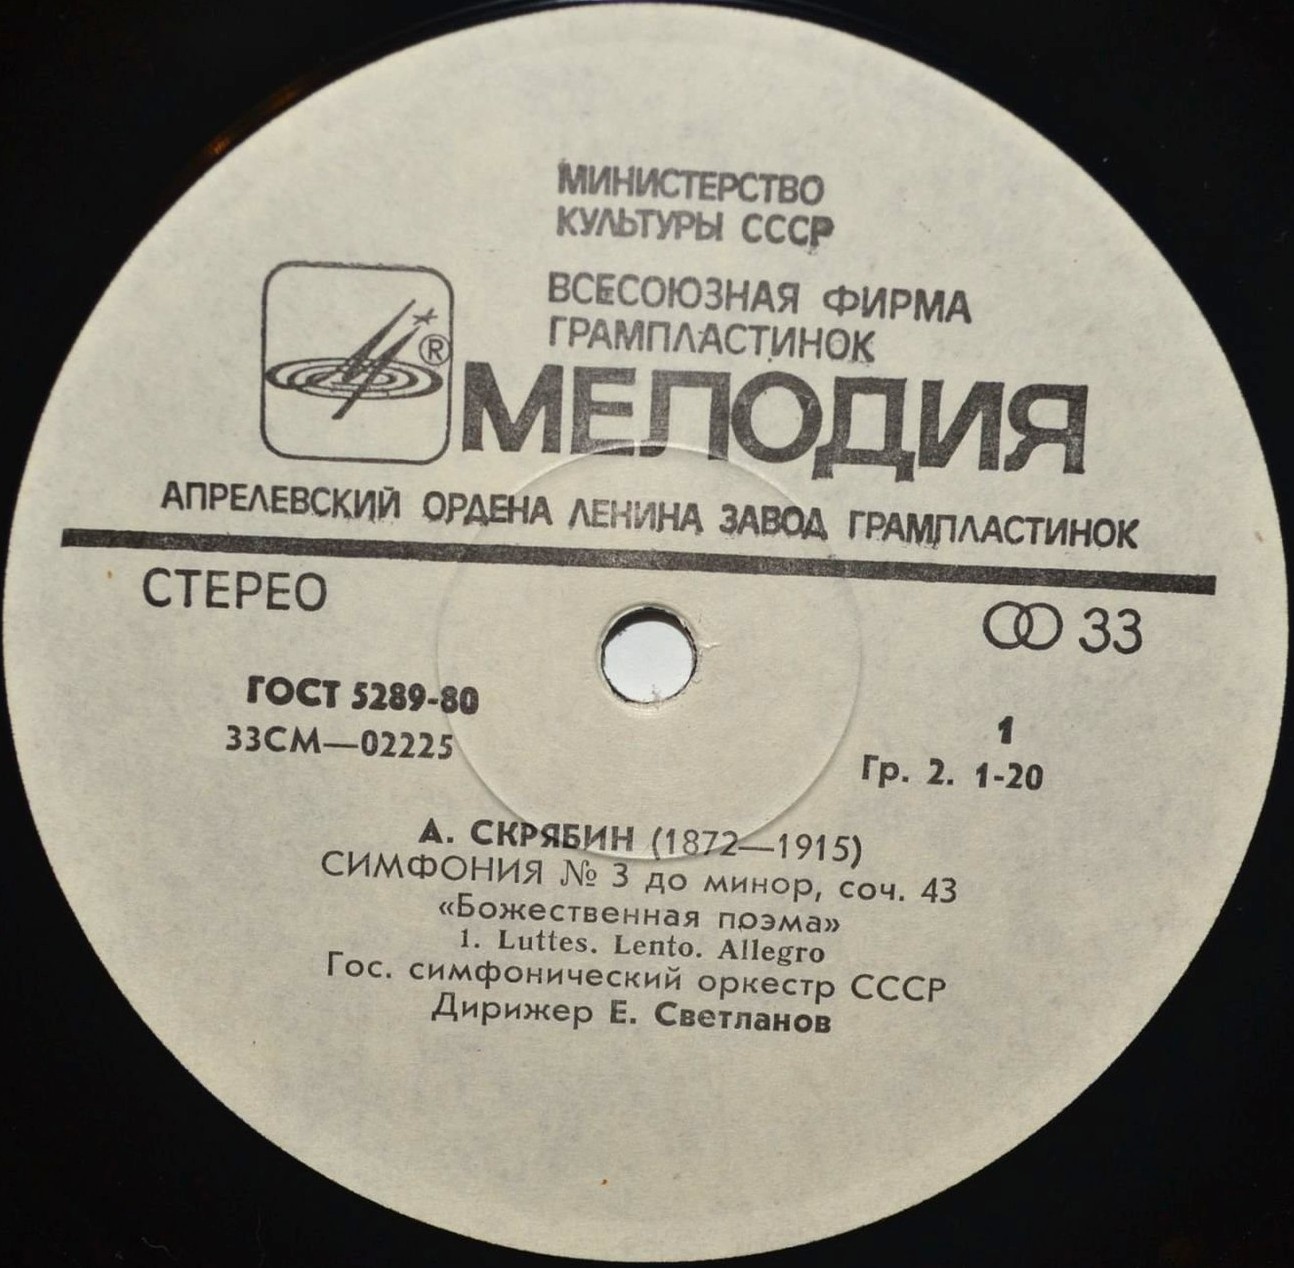 МИНИСТЕРСТВО
КУЛЬТУРЫ СССР
ВСЕСОЮЗНАЯ ФИРМА
ГРАМПЛАСТИНОК
®
МЕЛОДИЯ
АПРЕЛЕВСКИЙ ОРДЕНА ЛЕНИНА ЗАВОД ГРАМПЛАСТИНОК
СТЕРЕО
33
ГОСТ 5289-80
33СМ—02225
1
Гр. 2. 1-20
А. СКРЯБИН (1872—1915)
СИМФОНИЯ № 3 до минор, соч. 43
«Божественная поэма»
1. Luttes. Lento. Allegro
Гос. симфонический оркестр СССР
Дирижер Е. Светланов